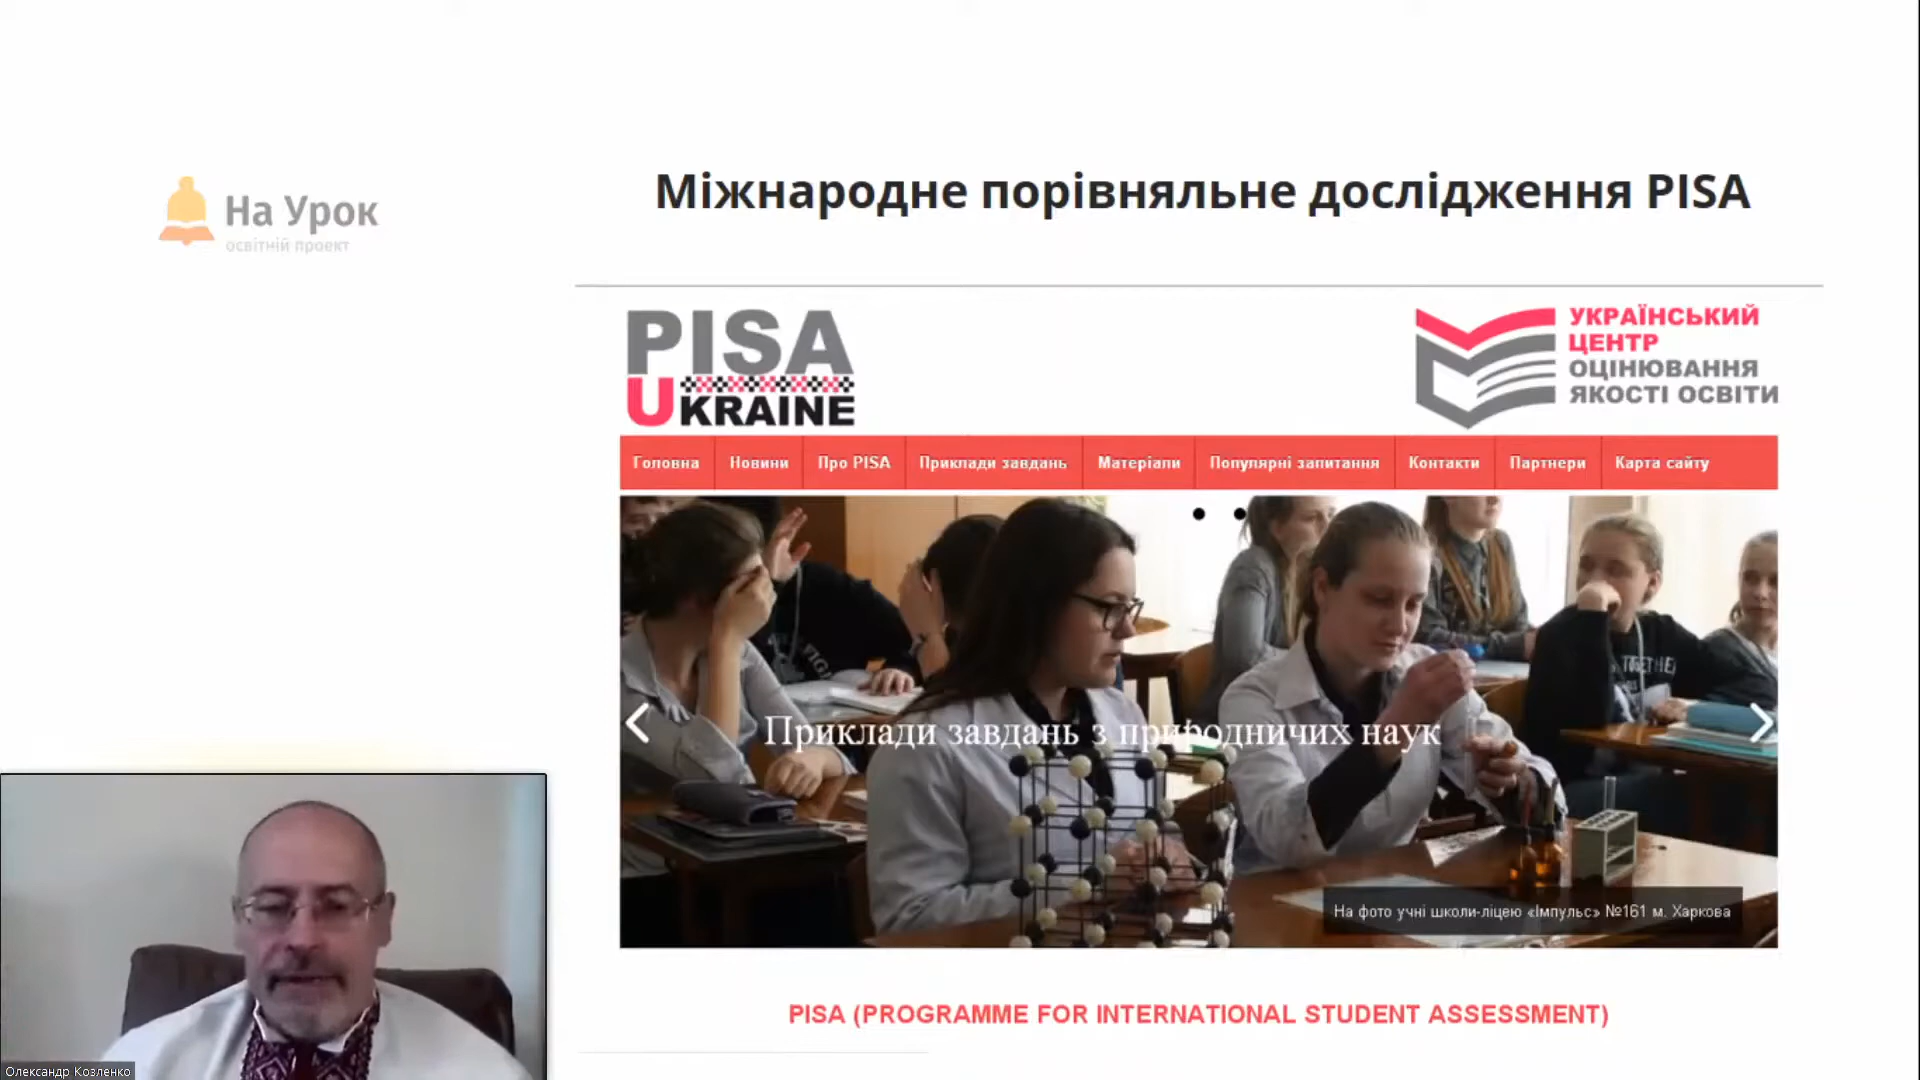 На Урок
освітній проект
Міжнародне порівняльне дослідження PISA
PISA
UKRAINE
УКРАЇНСЬКИЙ
ЦЕНТР
ОЦІНЮВАННЯ
ЯКОСТІ ОСВІТИ
Головна Новини Про PISA Приклади завдань Матеріали Популярні запитання Контакти Партнери Карта сайту
Приклади завдань з природничих наук
На фото учні школи-ліцею «Імпульс» №161 м. Харкова
PISA (PROGRAMME FOR INTERNATIONAL STUDENT ASSESSMENT)
Олександр Козленко